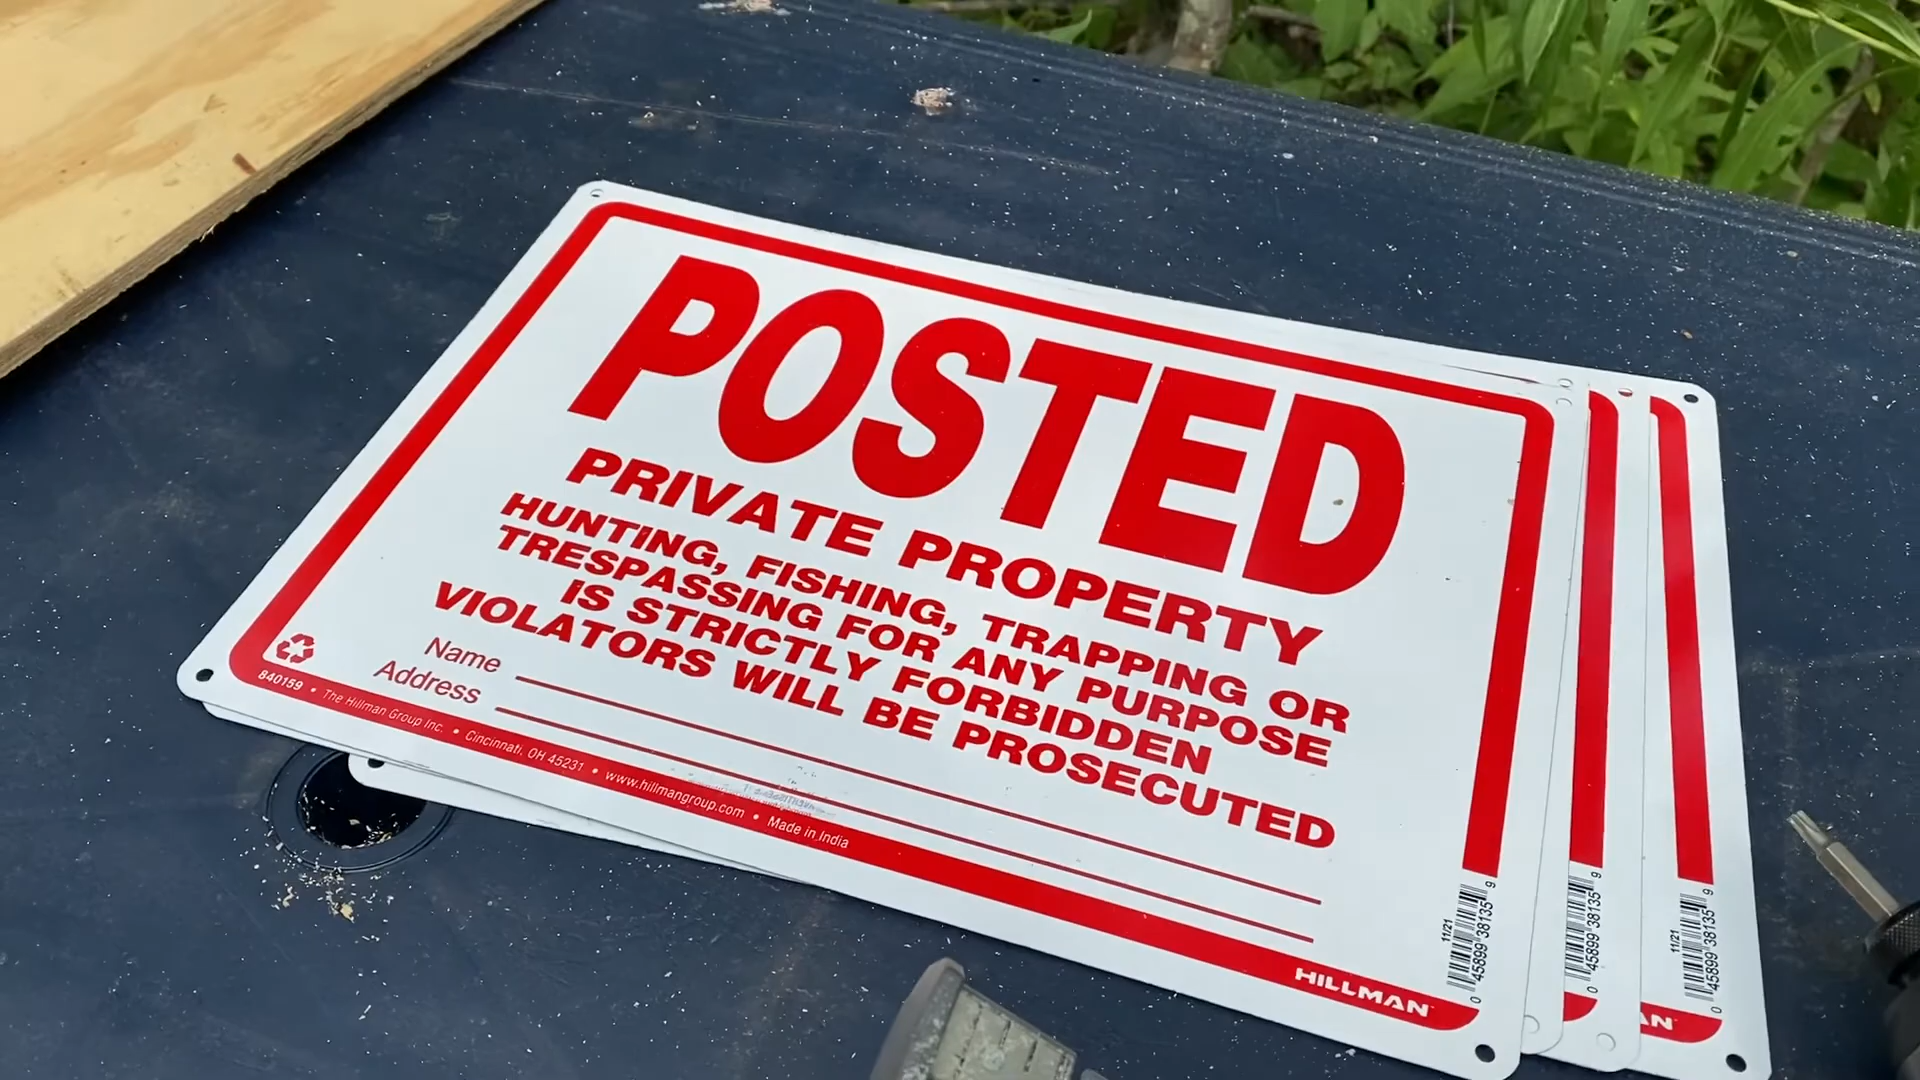 POSTED
PRIVATE PROPERTY
HUNTING, FISHING, TRAPPING OR
TRESPASSING FOR ANY PURPOSE
IS STRICTLY FORBIDDEN
VIOLATORS WILL BE PROSECUTED
Name
Address
840159 • The Hillman Group Inc. • Cincinnati, OH 45231 • www.hillmangroup.com • Made in India
HILLMAN
11/21
0 45899 38135 9
0 45899 38135 9
11/21
0 45899 38135 9
AN